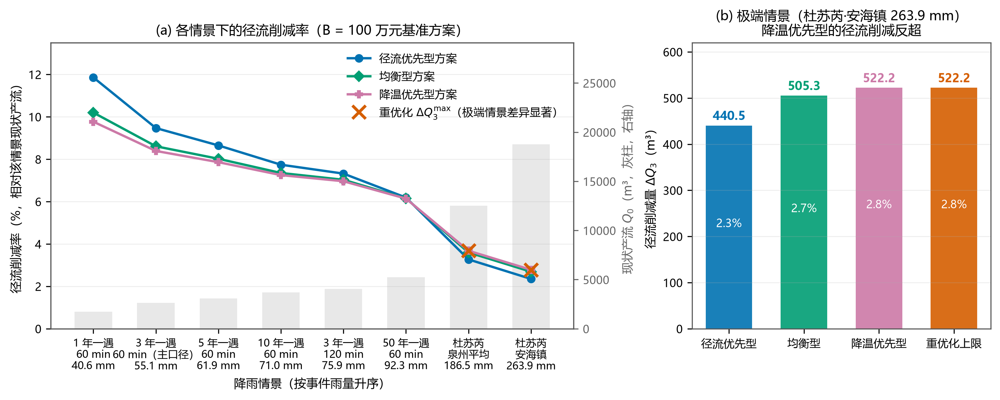 (a) 各情景下的径流削减率（B = 100 万元基准方案）
径流削减率（%，相对该情景现状产流）
12
10
8
6
4
2
0
径流优先型方案
均衡型方案
降温优先型方案
重优化 ΔQ₃ᵐᵃˣ（极端情景差异显著）
25000
20000
15000
10000
5000
0
现状产流 Q₀（m³，灰柱，右轴）
1 年一遇
60 min
40.6 mm
3 年一遇
60 min（主口径）
55.1 mm
5 年一遇
60 min
61.9 mm
10 年一遇
60 min
71.0 mm
3 年一遇
120 min
75.9 mm
50 年一遇
60 min
92.3 mm
杜苏芮
泉州平均
186.5 mm
杜苏芮
安海镇
263.9 mm
降雨情景（按事件雨量升序）
(b) 极端情景（杜苏芮·安海镇 263.9 mm）
降温优先型的径流削减反超
径流削减量 ΔQ₃（m³）
600
500
400
300
200
100
0
440.5
505.3
522.2
522.2
2.3%
2.7%
2.8%
2.8%
径流优先型
均衡型
降温优先型
重优化上限